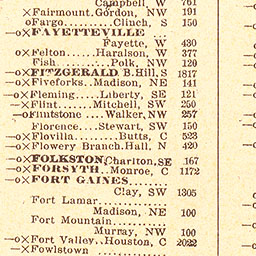 Campbell, W 761
×Fairmount.Gordon, NW 191
oFargo..........Clinch, S 150
—o×FAYETTEVILLE ...
Fayette, W 430
o×Felton.......Haralson, W 377
Fish..............Polk, NW 120
—o×FITZGERALD B.Hill,S 1817
o×Fiveforks..Madison, NE 141
—o×Fleming.....Liberty, SE 121
—×Flint.........Mitchell, SW 250
—oFlintstone ....Walker, NW 257
Florence......Stewart, SW 150
—o×Flovilla..........Butts, C 523
—o×Flowery Branch.Hall, N 420
—o×FOLKSTON,Charlton,SE 167
—o×FORSYTH..Monroe, C 1172
—o×FORT GAINES........
Clay, SW 1305
Fort Lamar................
Madison, NE 100
Fort Mountain............
Murray, NW 100
—o×Fort Valley..Houston, C 2022
—×Fowlstown ..............